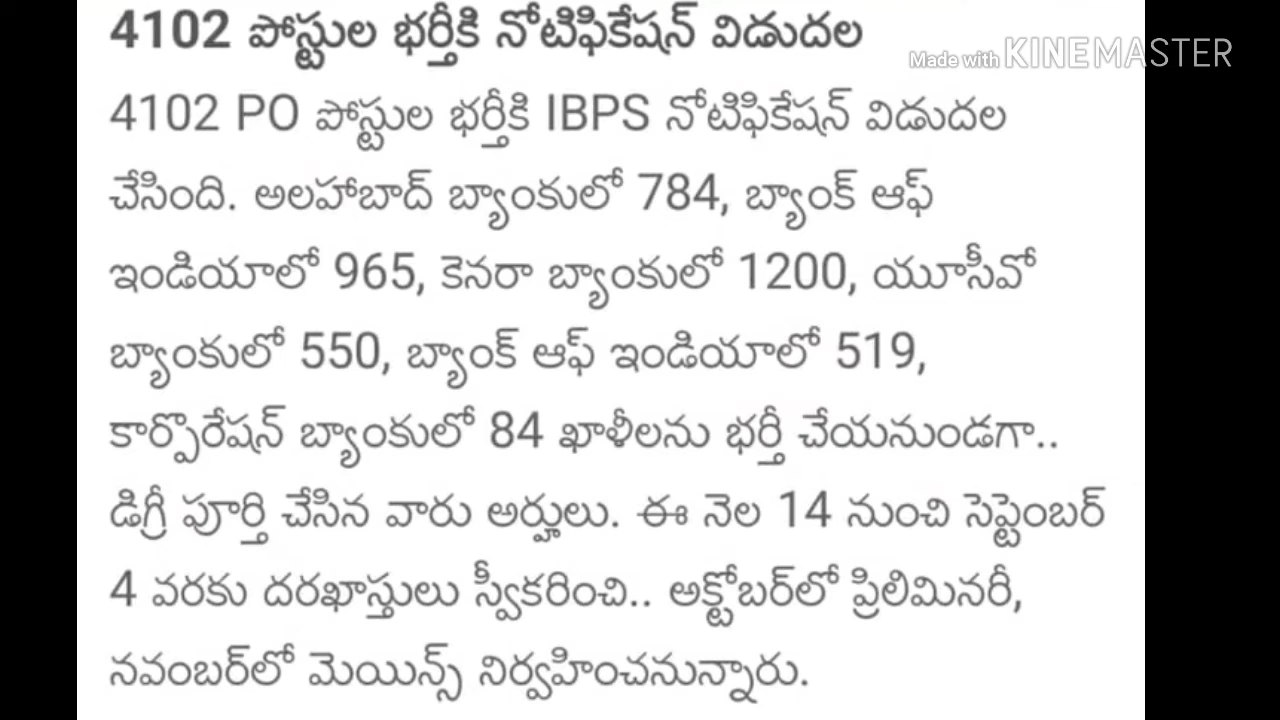 4102 పోస్టుల భర్తీకి నోటిఫికేషన్ విడుదల
Made with KINEMASTER
4102 PO పోస్టుల భర్తీకి IBPS నోటిఫికేషన్ విడుదల
చేసింది. అలహాబాద్ బ్యాంకులో 784, బ్యాంక్ ఆఫ్
ఇండియాలో 965, కెనరా బ్యాంకులో 1200, యూసీవో
బ్యాంకులో 550, బ్యాంక్ ఆఫ్ ఇండియాలో 519,
కార్పొరేషన్ బ్యాంకులో 84 ఖాళీలను భర్తీ చేయనుండగా..
డిగ్రీ పూర్తి చేసిన వారు అర్హులు. ఈ నెల 14 నుంచి సెప్టెంబర్
4 వరకు దరఖాస్తులు స్వీకరించి.. అక్టోబర్‌లో ప్రిలిమినరీ,
నవంబర్‌లో మెయిన్స్ నిర్వహించనున్నారు.